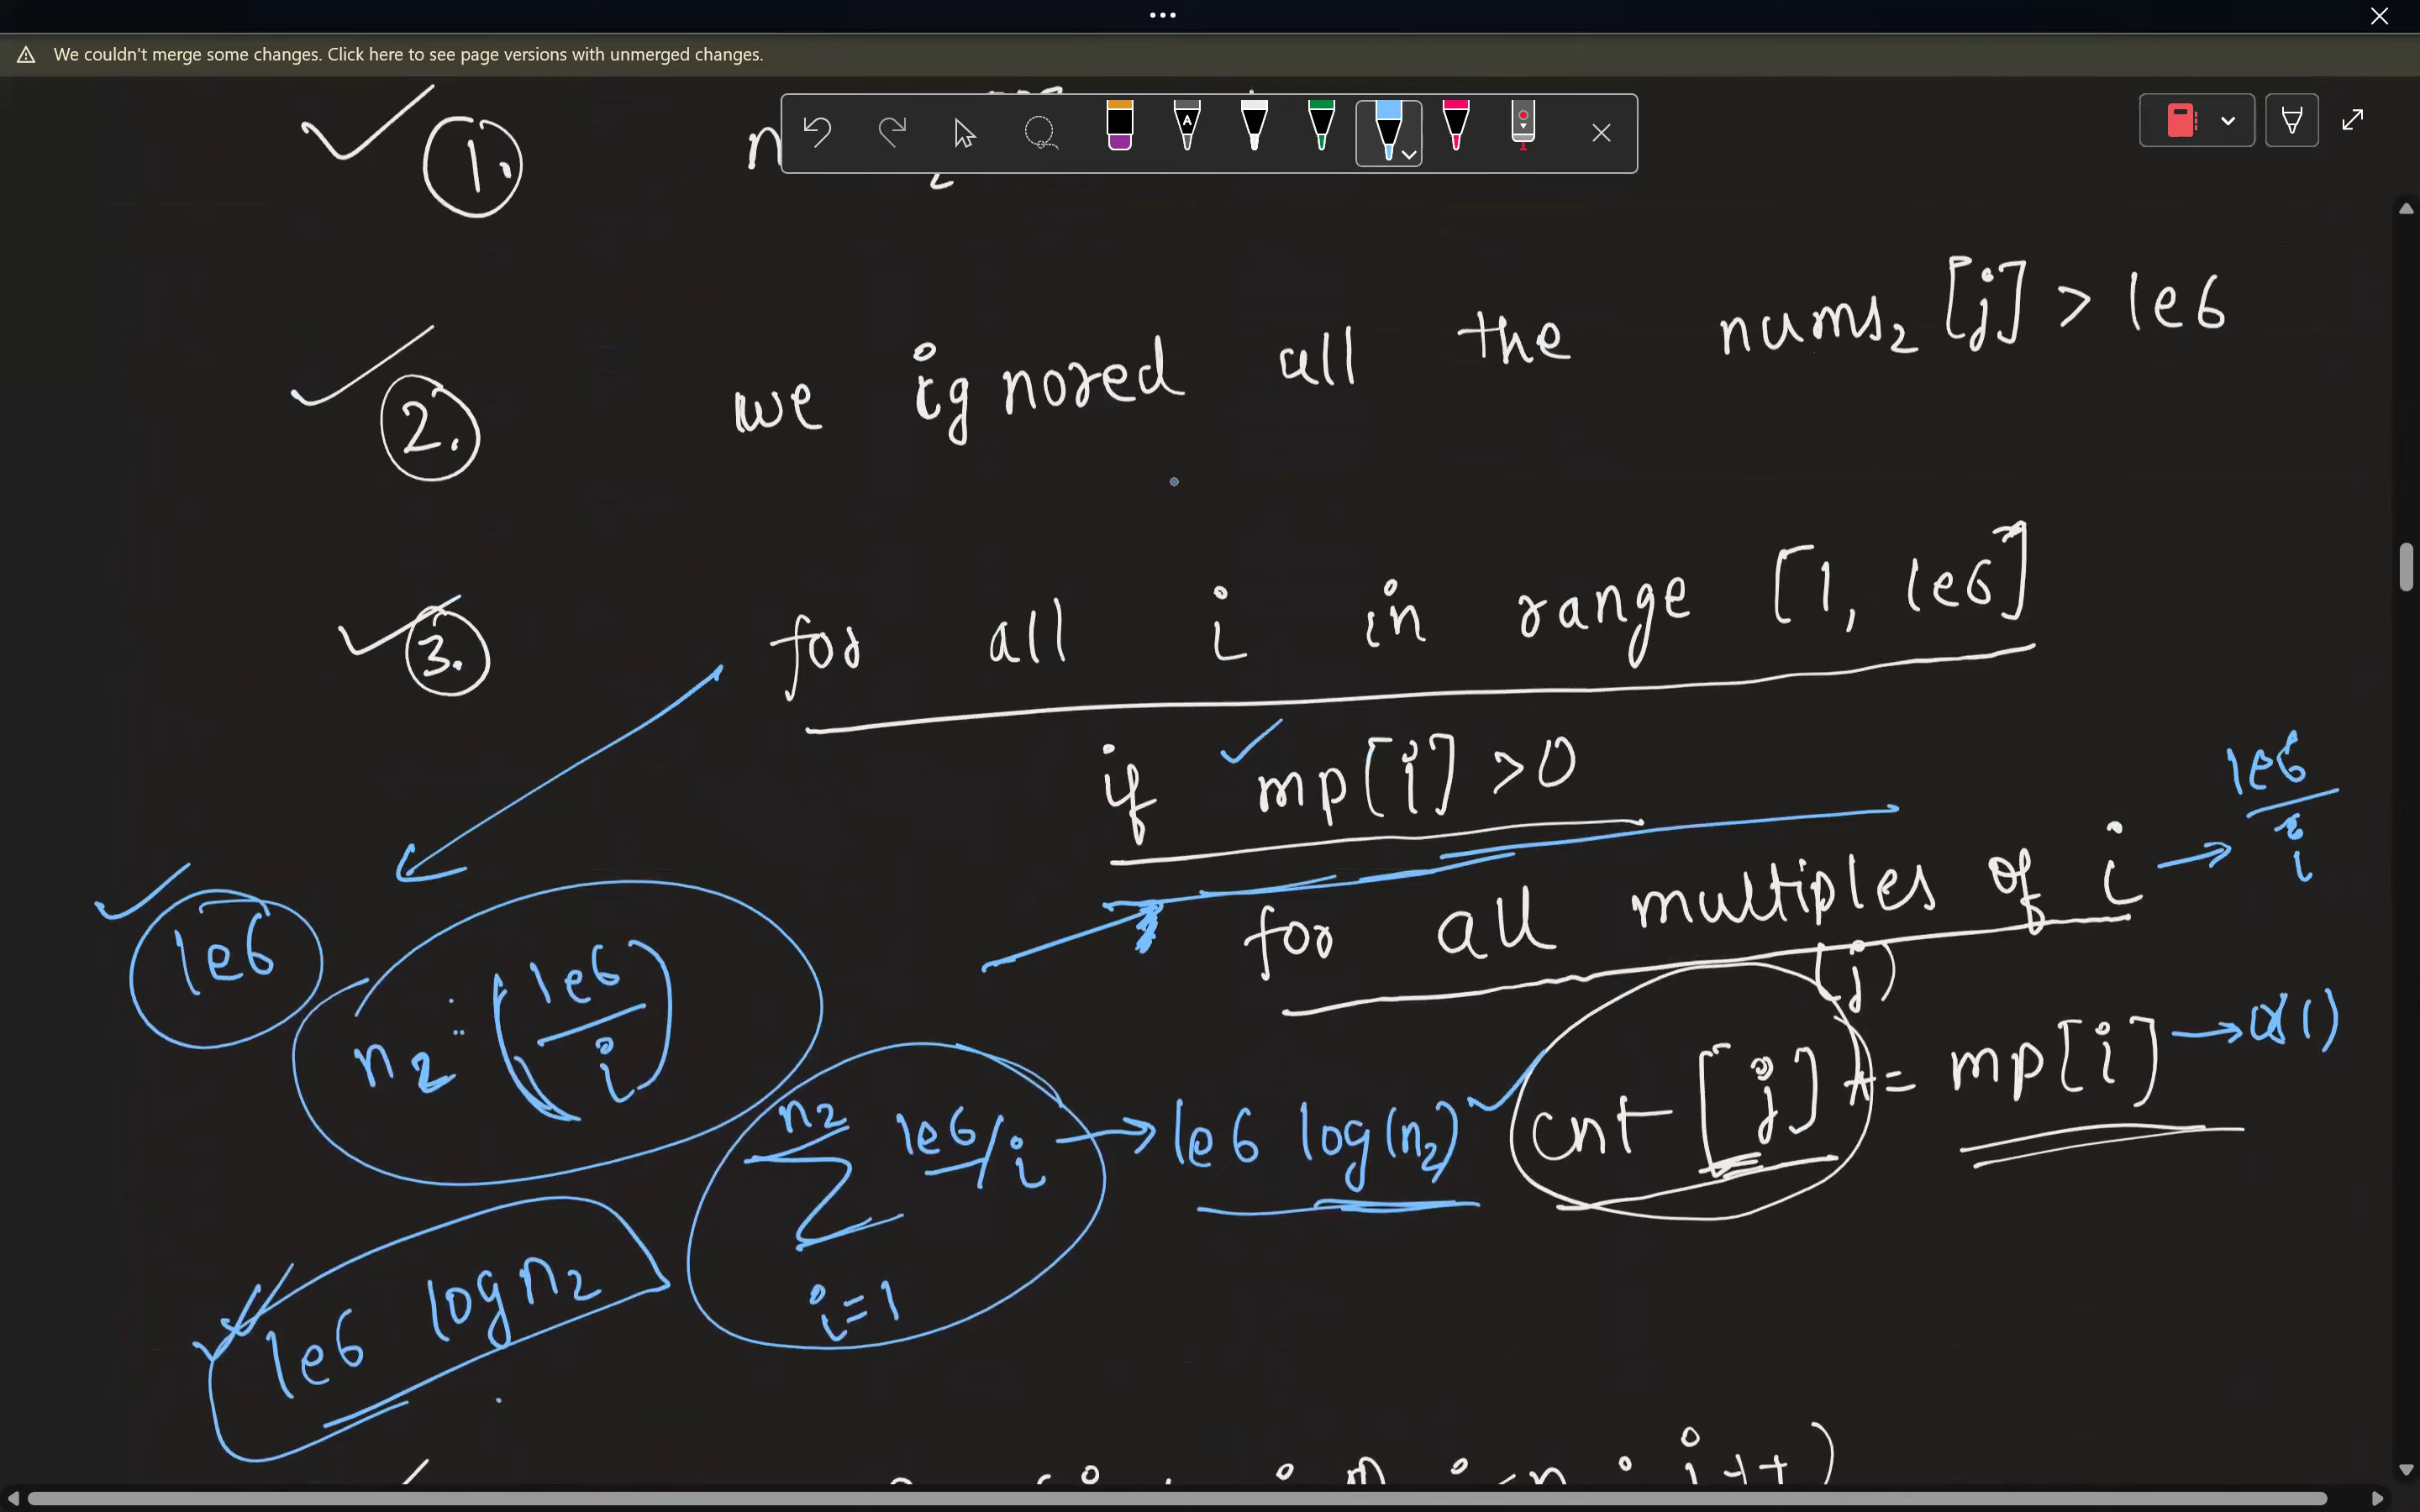 We couldn't merge some changes. Click here to see page versions with unmerged changes.
1.
2. we ignored all the nums2 [j] > 1e6
3. for all i in range [1, 1e6]
if mp[i] >0
for all multiples of i → 1e6/i
(j)
cnt [j] += mp[i] → O(1)
1e6
n2 : (1e6/i)
n2 Σ i=1 1e6/i → 1e6 log(n2)
1e6 log n2